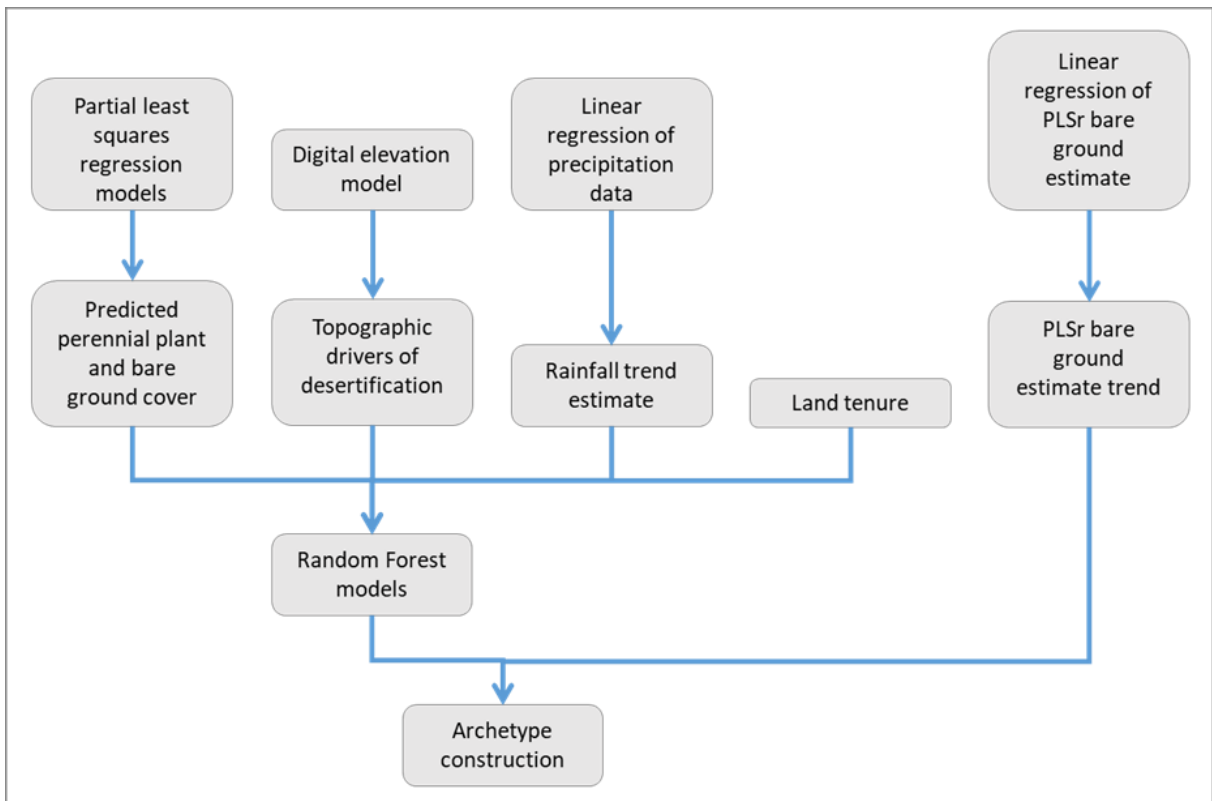 Partial least
squares
regression
models
Digital elevation
model
Linear
regression of
precipitation
data
Linear
regression of
PLSr bare
ground
estimate
Predicted
perennial plant
and bare
ground cover
Topographic
drivers of
desertification
Rainfall trend
estimate
Land tenure
PLSr bare
ground
estimate trend
Random Forest
models
Archetype
construction